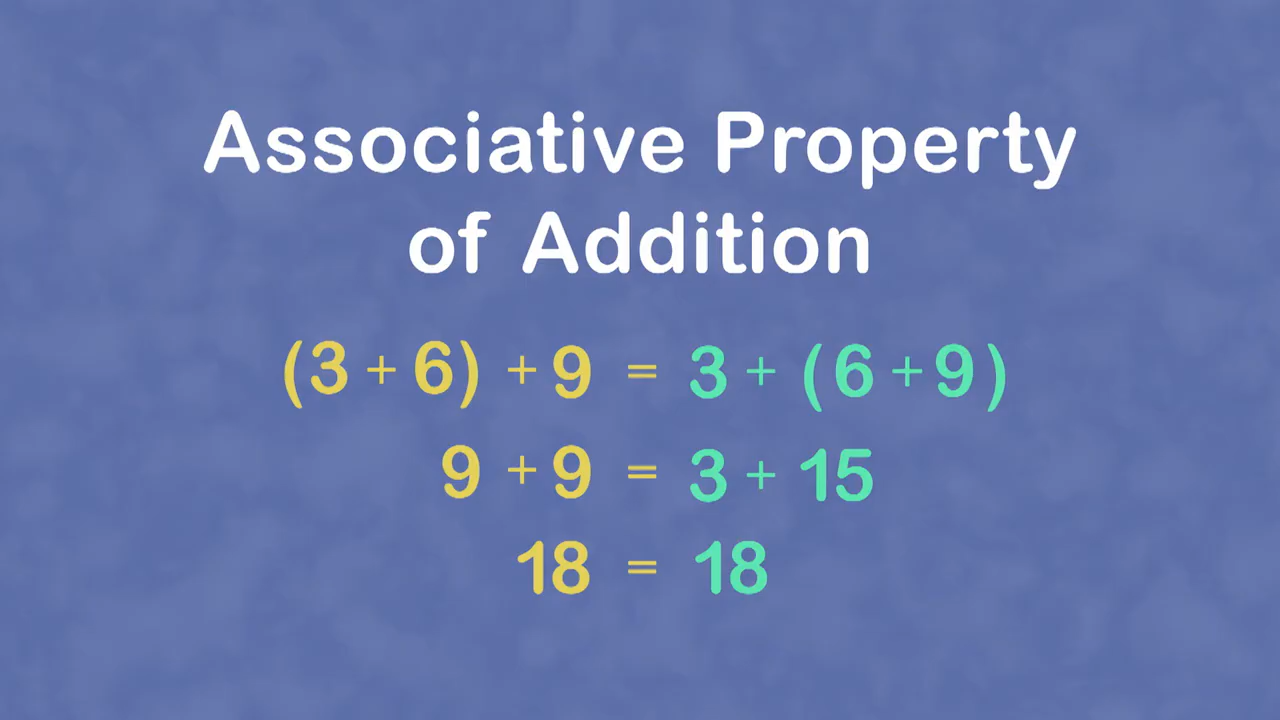 Associative Property
of Addition
(3 + 6) + 9 = 3 + (6 + 9)
9 + 9 = 3 + 15
18 = 18